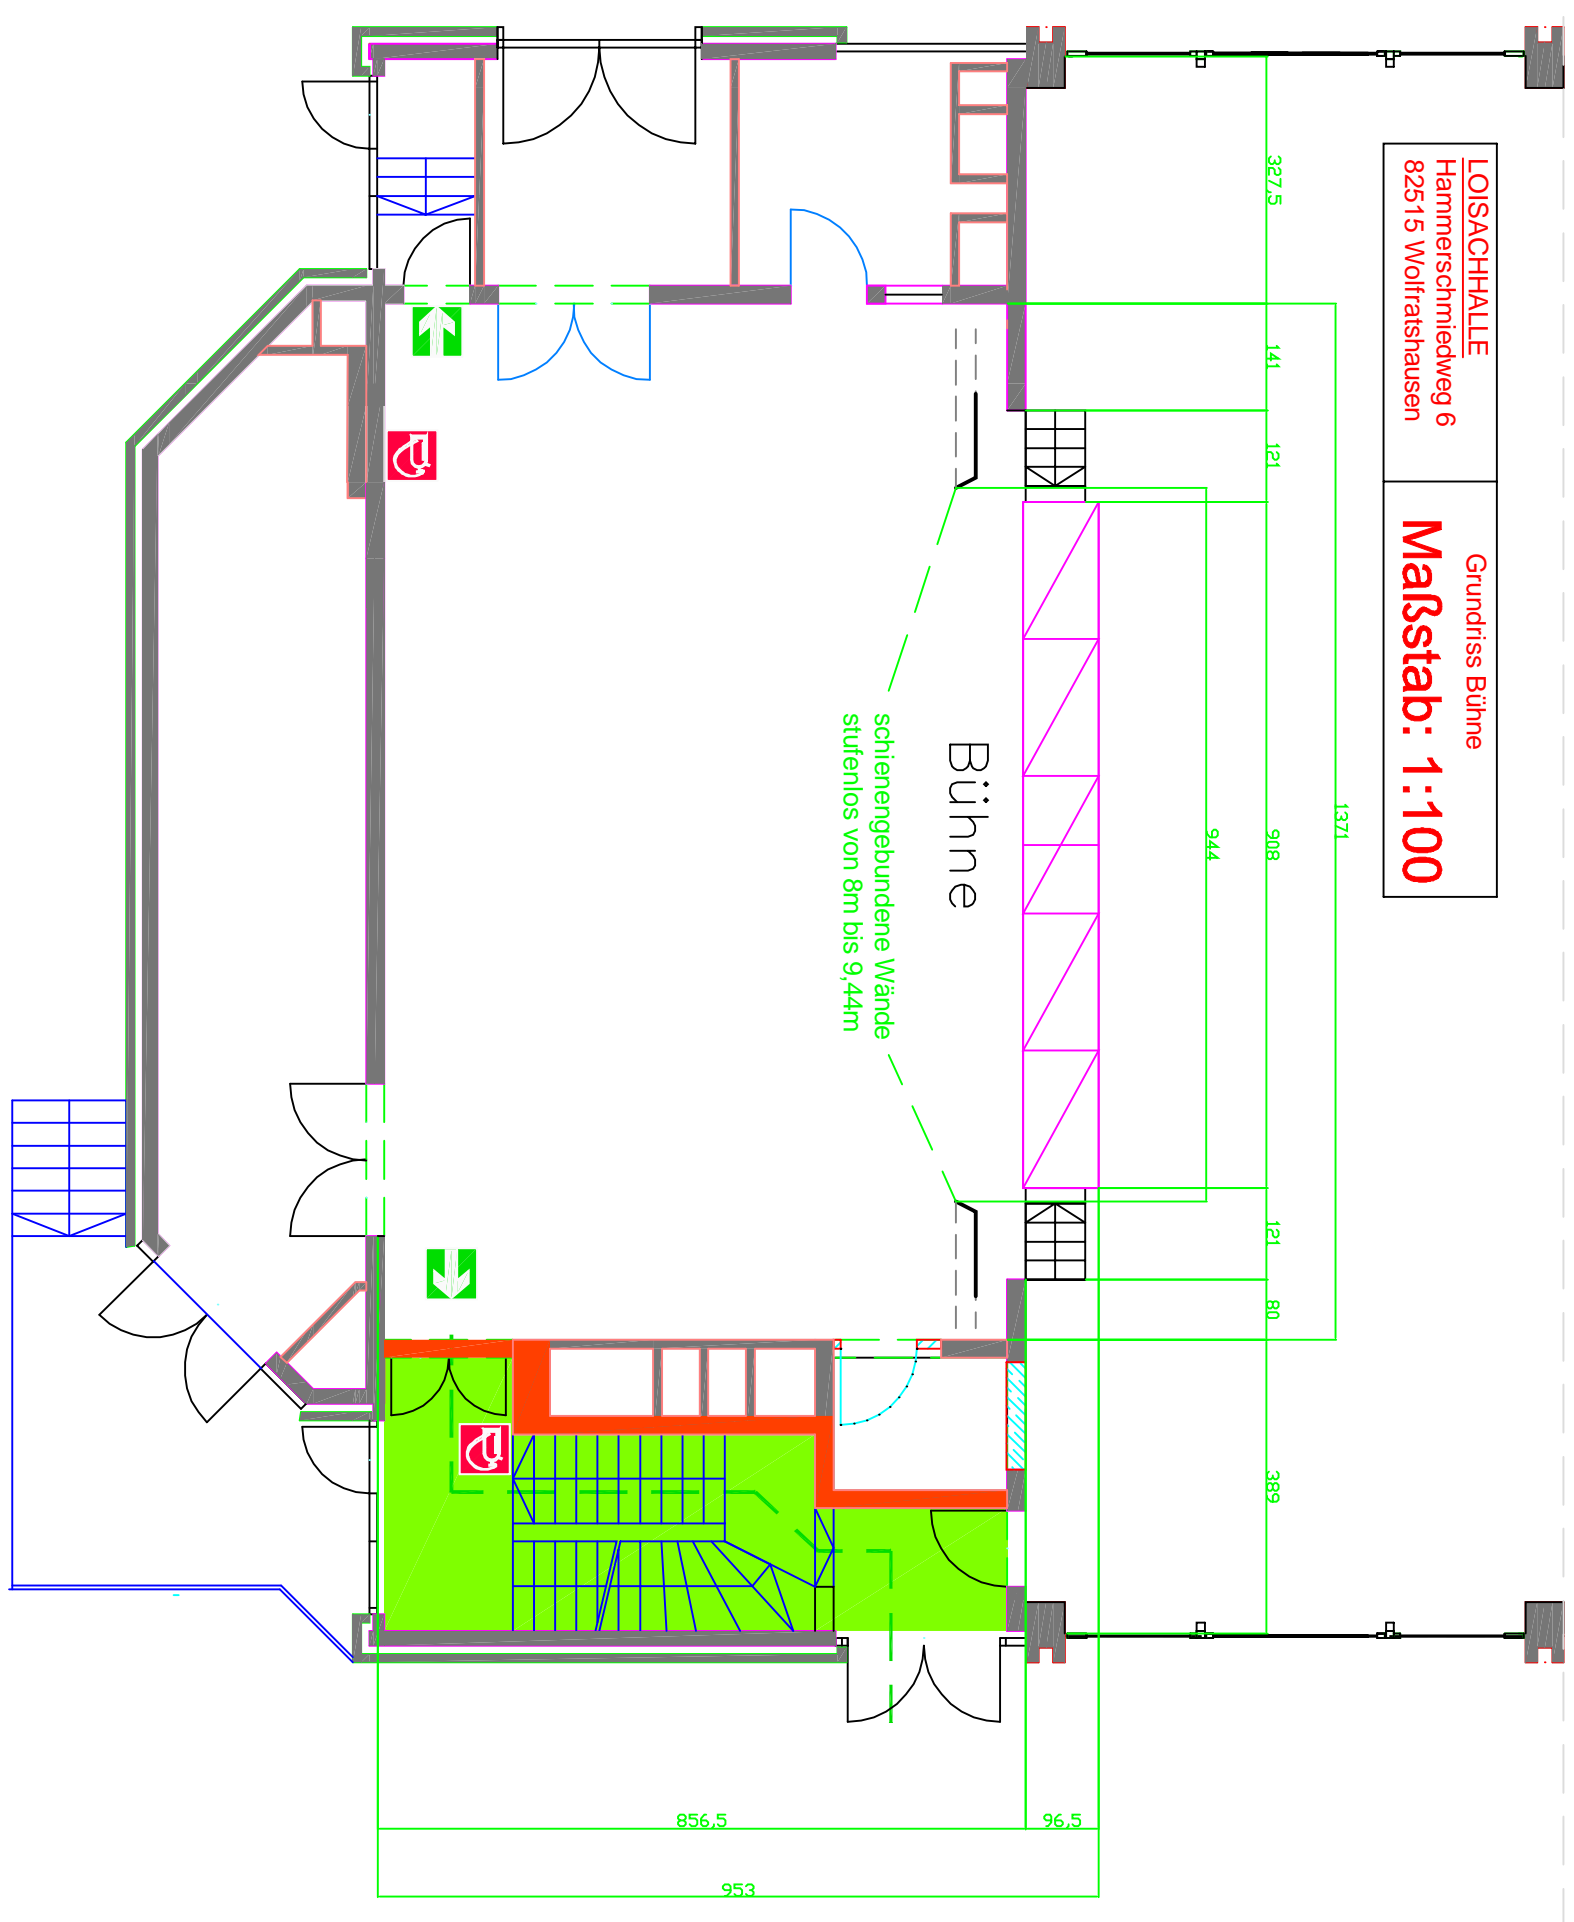 LOISACHHALLE
Hammerschmiedweg 6
82515 Wolfratshausen
Grundriss Bühne
Maßstab: 1:100
1371
327,5
141
121
908
121
80
389
944
Bühne
schienengebundene Wände
stufenlos von 8m bis 9,44m
856,5
96,5
953